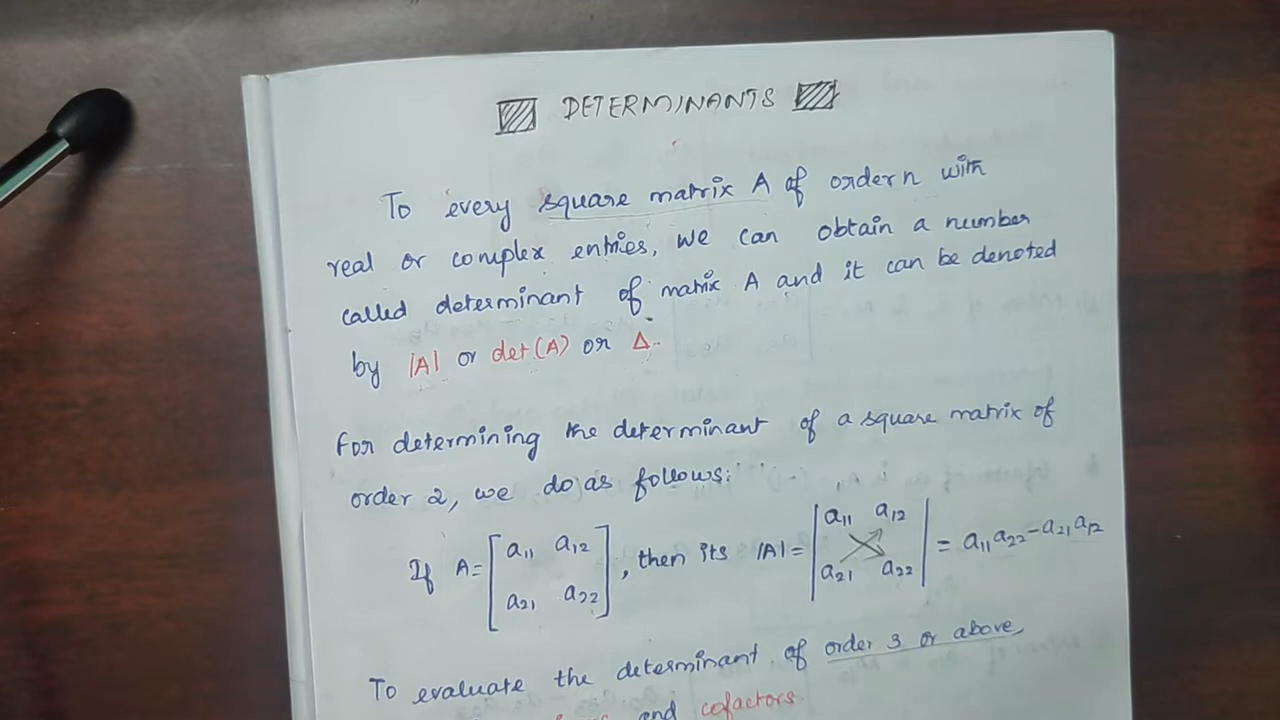 DETERMINANTS
To every square matrix A of order n with
real or complex entries, we can obtain a number
called determinant of matrix A and it can be denoted
by |A| or det(A) or Δ.
For determining the determinant of a square matrix of
order 2, we do as follows:
If A = [a11 a12 a21 a22], then its |A| = |a11 a12 a21 a22| = a11a22 - a21a12
To evaluate the determinant of order 3 or above,
and cofactors